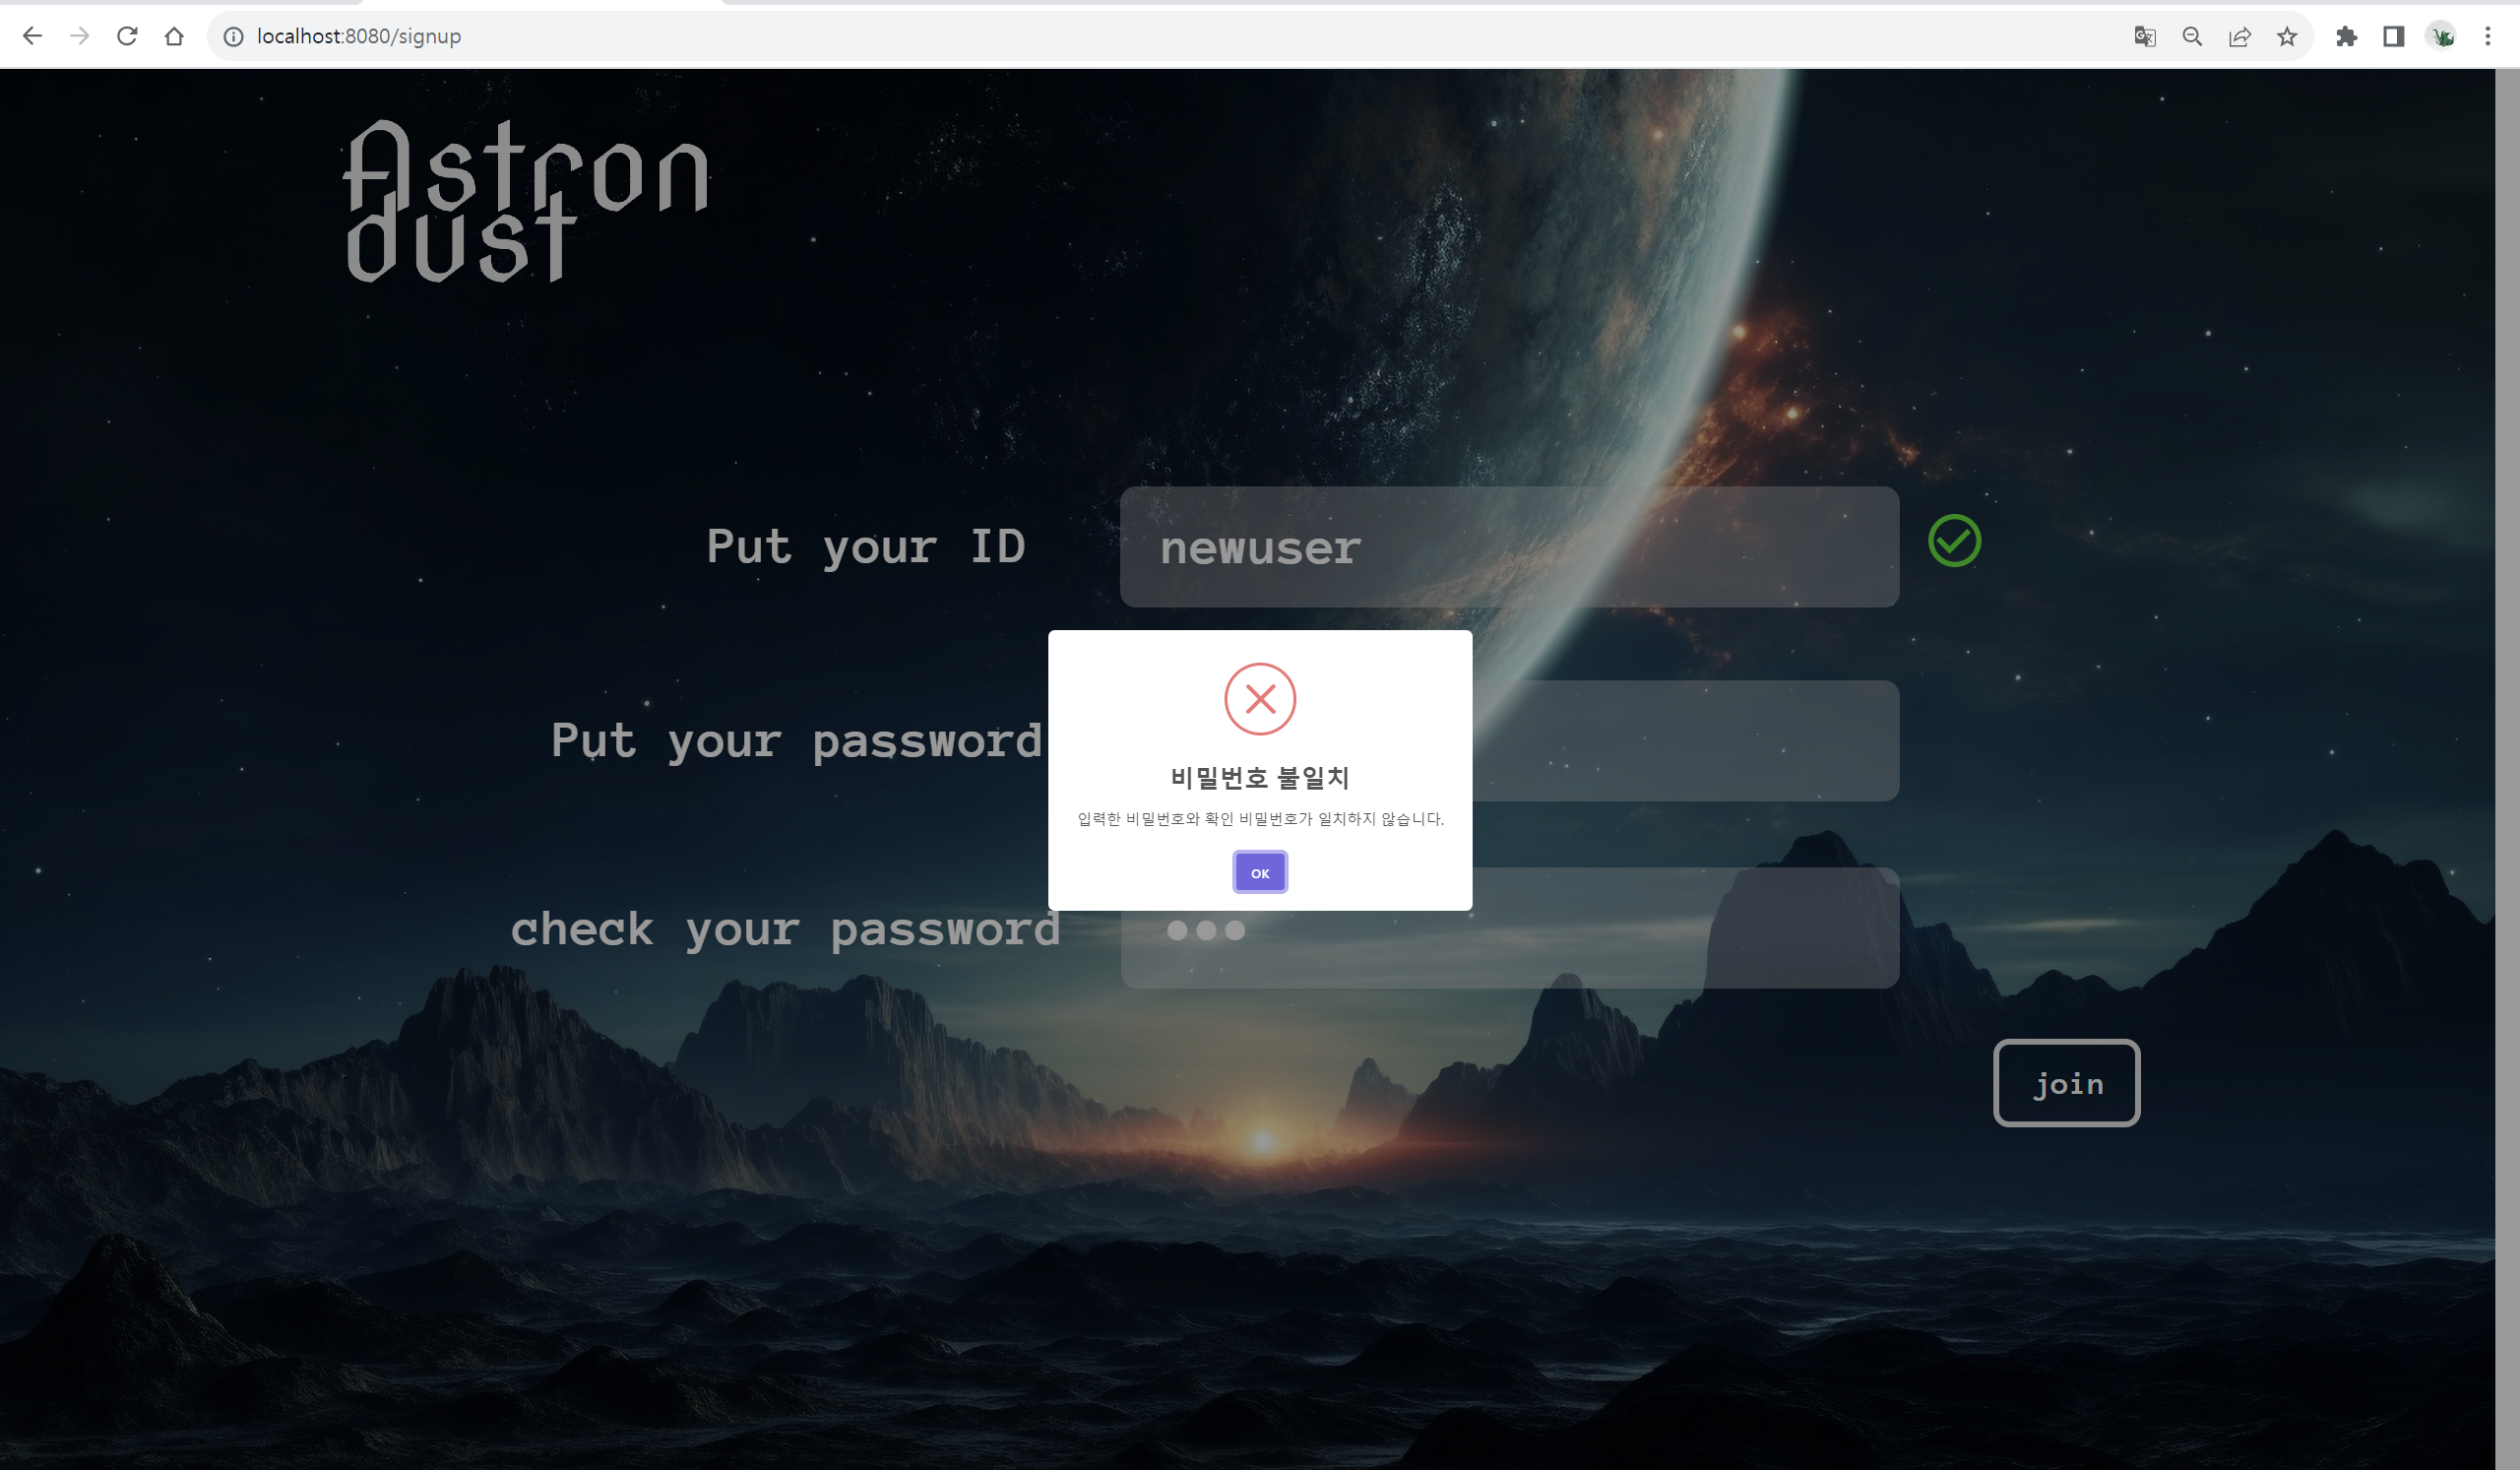 localhost:8080/signup
Astron
dust
Put your ID
newuser
Put your password
비밀번호 불일치
입력한 비밀번호와 확인 비밀번호가 일치하지 않습니다.
OK
check your password
join